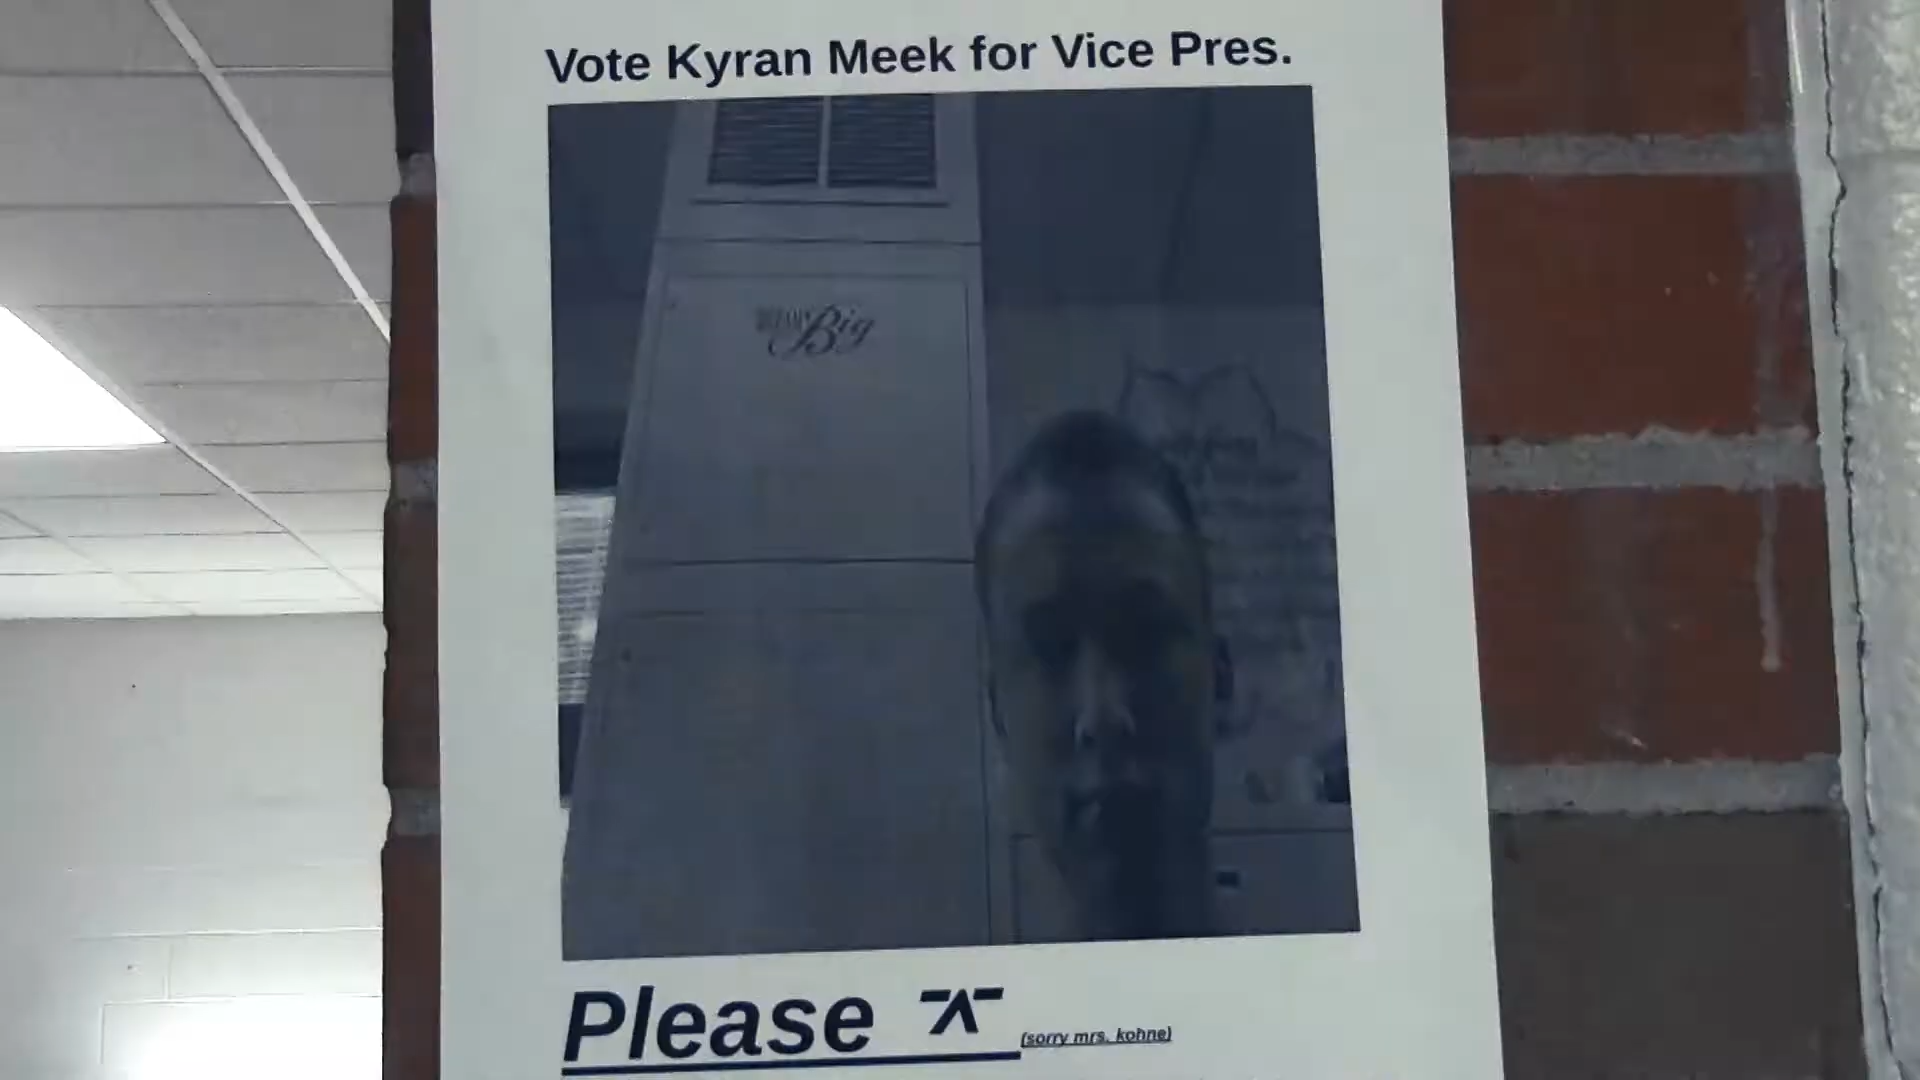 Vote Kyran Meek for Vice Pres.
Big
Please -^- (sorry mrs. kohne)